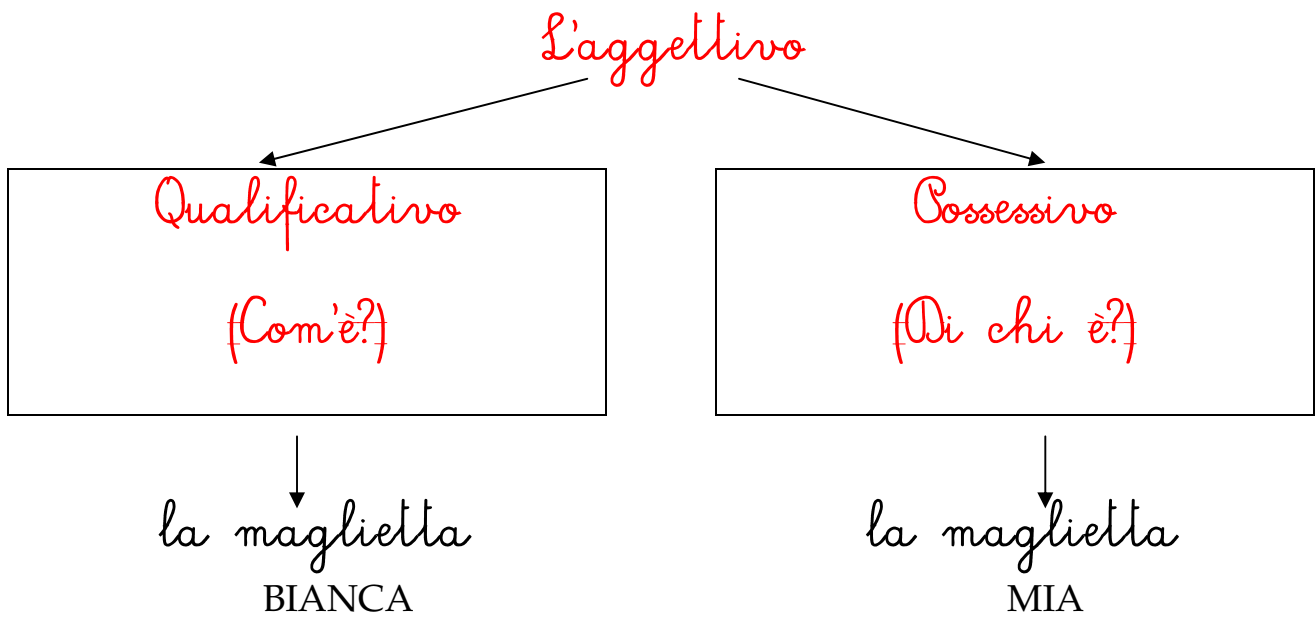 L'aggettivo
Qualificativo
(Com'è?)
la maglietta
BIANCA
Possessivo
(Di chi è?)
la maglietta
MIA